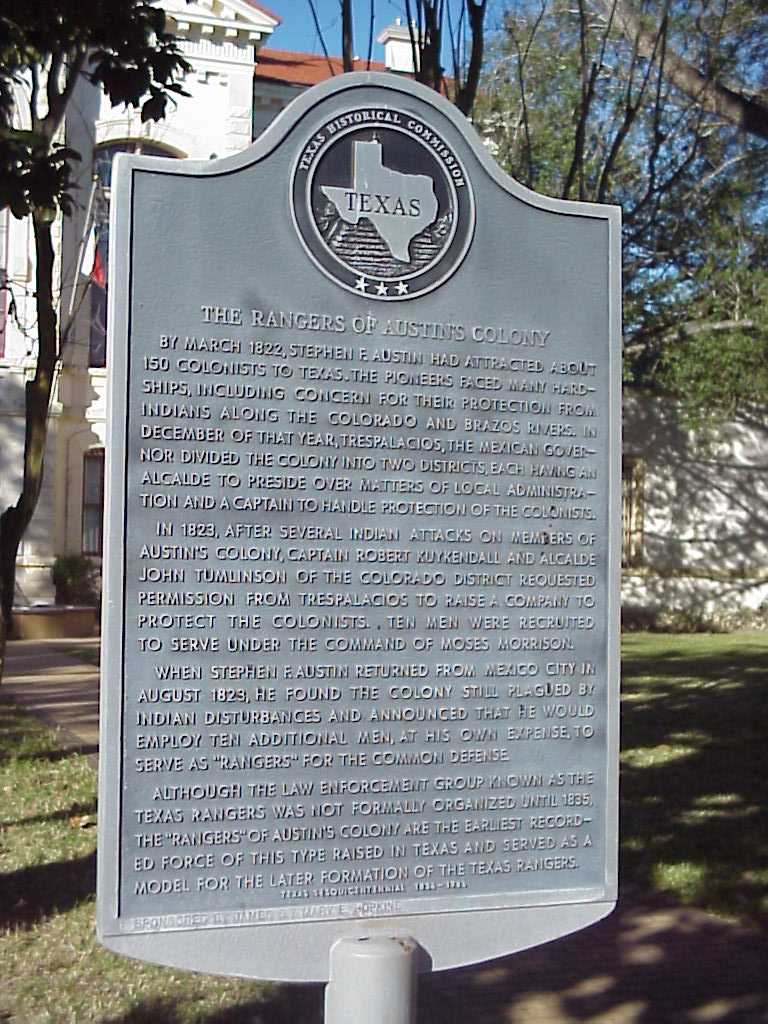 TEXAS HISTORICAL COMMISSION
TEXAS
THE RANGERS OF AUSTIN'S COLONY
BY MARCH 1822, STEPHEN F. AUSTIN HAD ATTRACTED ABOUT
150 COLONISTS TO TEXAS. THE PIONEERS FACED MANY HARD-
SHIPS, INCLUDING CONCERN FOR THEIR PROTECTION FROM
INDIANS ALONG THE COLORADO AND BRAZOS RIVERS. IN
DECEMBER OF THAT YEAR, TRESPALACIOS, THE MEXICAN GOVER-
NOR DIVIDED THE COLONY INTO TWO DISTRICTS, EACH HAVING AN
ALCALDE TO PRESIDE OVER MATTERS OF LOCAL ADMINISTRA-
TION AND A CAPTAIN TO HANDLE PROTECTION OF THE COLONISTS.
IN 1823, AFTER SEVERAL INDIAN ATTACKS ON MEMBERS OF
AUSTIN'S COLONY, CAPTAIN ROBERT KUYKENDALL AND ALCALDE
JOHN TUMLINSON OF THE COLORADO DISTRICT REQUESTED
PERMISSION FROM TRESPALACIOS TO RAISE A COMPANY TO
PROTECT THE COLONISTS. . TEN MEN WERE RECRUITED
TO SERVE UNDER THE COMMAND OF MOSES MORRISON.
WHEN STEPHEN F. AUSTIN RETURNED FROM MEXICO CITY IN
AUGUST 1823, HE FOUND THE COLONY STILL PLAGUED BY
INDIAN DISTURBANCES AND ANNOUNCED THAT HE WOULD
EMPLOY TEN ADDITIONAL MEN, AT HIS OWN EXPENSE, TO
SERVE AS "RANGERS" FOR THE COMMON DEFENSE.
ALTHOUGH THE LAW ENFORCEMENT GROUP KNOWN AS THE
TEXAS RANGERS WAS NOT FORMALLY ORGANIZED UNTIL 1835,
THE "RANGERS" OF AUSTIN'S COLONY ARE THE EARLIEST RECORD-
ED FORCE OF THIS TYPE RAISED IN TEXAS AND SERVED AS A
MODEL FOR THE LATER FORMATION OF THE TEXAS RANGERS.
TEXAS SESQUICENTENNIAL 1836-1986
SPONSORED BY JAMES MARY E. HOPKINS